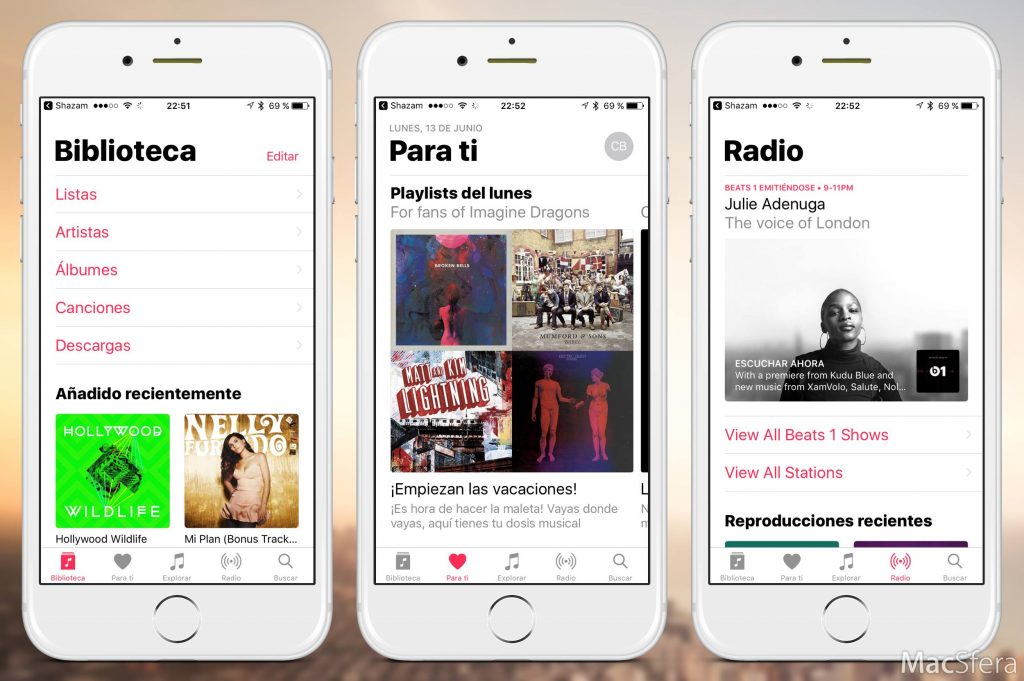 Shazam 22:51 69 %
Biblioteca
Editar
Listas
Artistas
Álbumes
Canciones
Descargas
Añadido recientemente
HOLLYWOOD
WILDLIFE
NELLY
FURTADO
Hollywood Wildlife
Mi Plan (Bonus Track...
Biblioteca Para ti Explorar Radio Buscar
Shazam 22:52 69 %
LUNES, 13 DE JUNIO
Para ti
CB
Playlists del lunes
For fans of Imagine Dragons
BROKEN BELLS
MUMFORD & SONS
BABEL
MATT AND KIM
LIGHTNING
¡Empiezan las vacaciones!
¡Es hora de hacer la maleta! Vayas donde
vayas, aquí tienes tu dosis musical
Biblioteca Para ti Explorar Radio Buscar
Shazam 22:52 69 %
Radio
BEATS 1 EMITIÉNDOSE • 9-11PM
Julie Adenuga
The voice of London
ESCUCHAR AHORA
With a premiere from Kudu Blue and
new music from XamVolo, Salute, Nol...
1
View All Beats 1 Shows
View All Stations
Reproducciones recientes
Biblioteca Para ti Explorar Radio Buscar
MacSfera